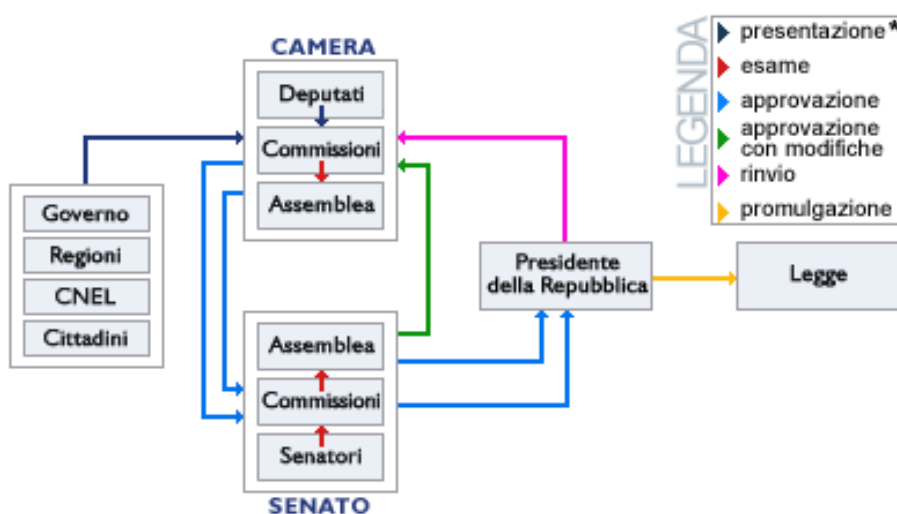 CAMERA
Deputati
Commissioni
Assemblea
Governo
Regioni
CNEL
Cittadini
Assemblea
Commissioni
Senatori
SENATO
Presidente
della Repubblica
Legge
LEGENDA
presentazione*
esame
approvazione
approvazione
con modifiche
rinvio
promulgazione